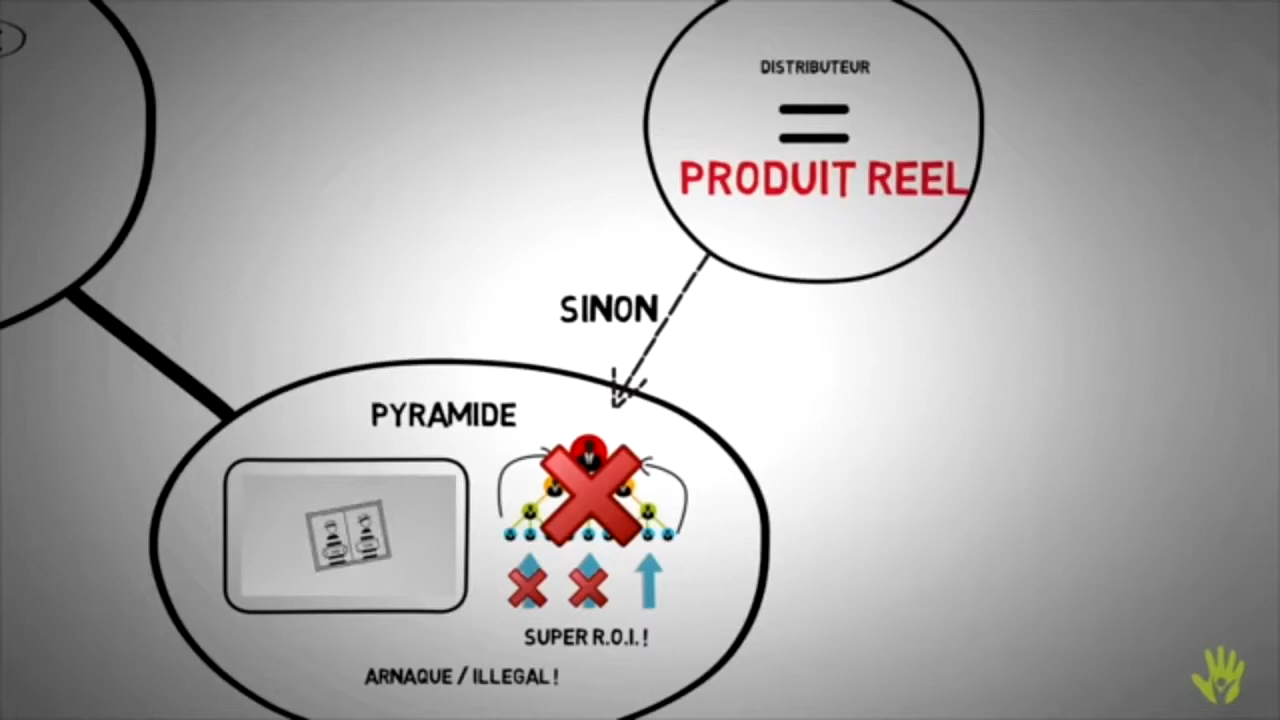 DISTRIBUTEUR
=
PRODUIT REEL
SINON
PYRAMIDE
SUPER R.O.I.!
ARNAQUE / ILLEGAL!